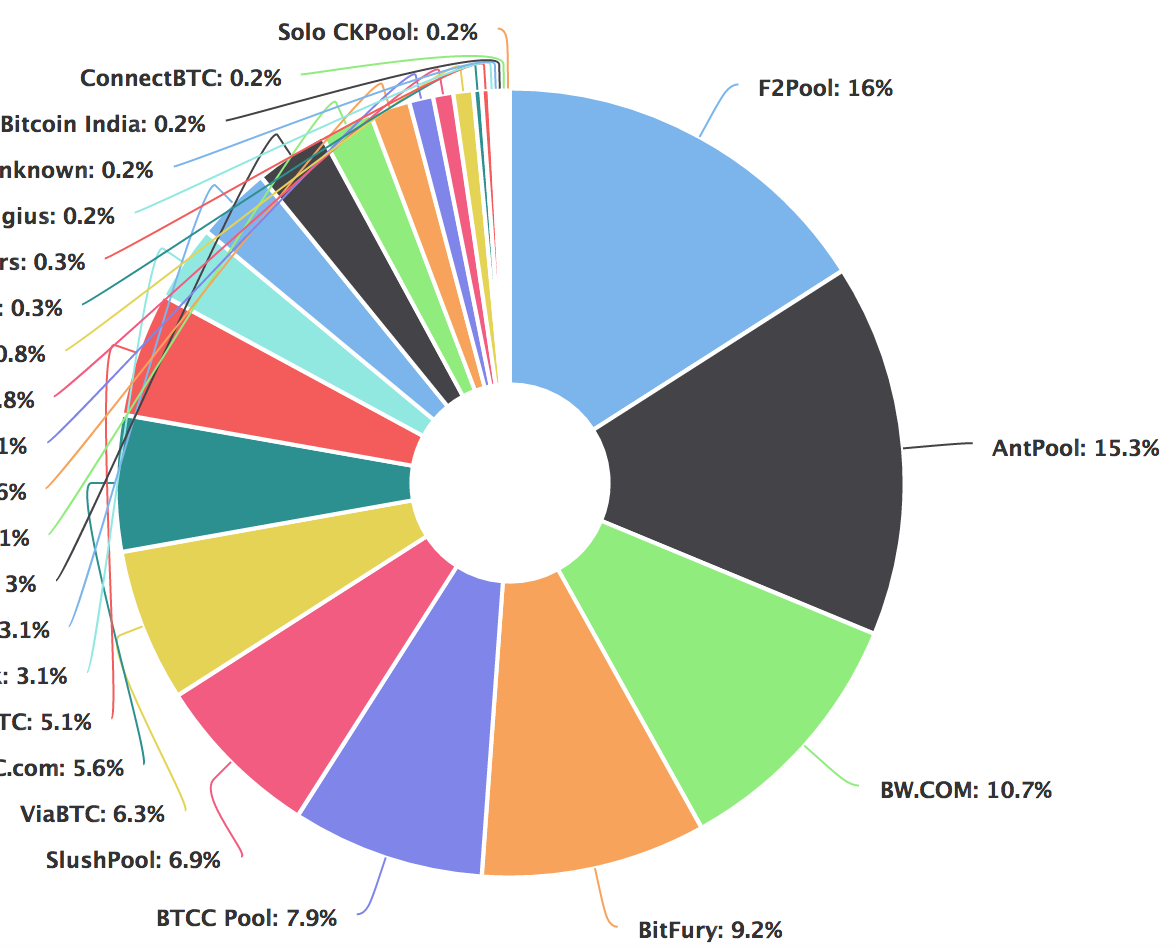 Solo CKPool: 0.2%
ConnectBTC: 0.2%
Bitcoin India: 0.2%
nknown: 0.2%
gius: 0.2%
rs: 0.3%
: 0.3%
0.8%
.8%
1%
6%
1%
3%
3.1%
: 3.1%
TC: 5.1%
C.com: 5.6%
ViaBTC: 6.3%
SlushPool: 6.9%
BTCC Pool: 7.9%
BitFury: 9.2%
BW.COM: 10.7%
AntPool: 15.3%
F2Pool: 16%